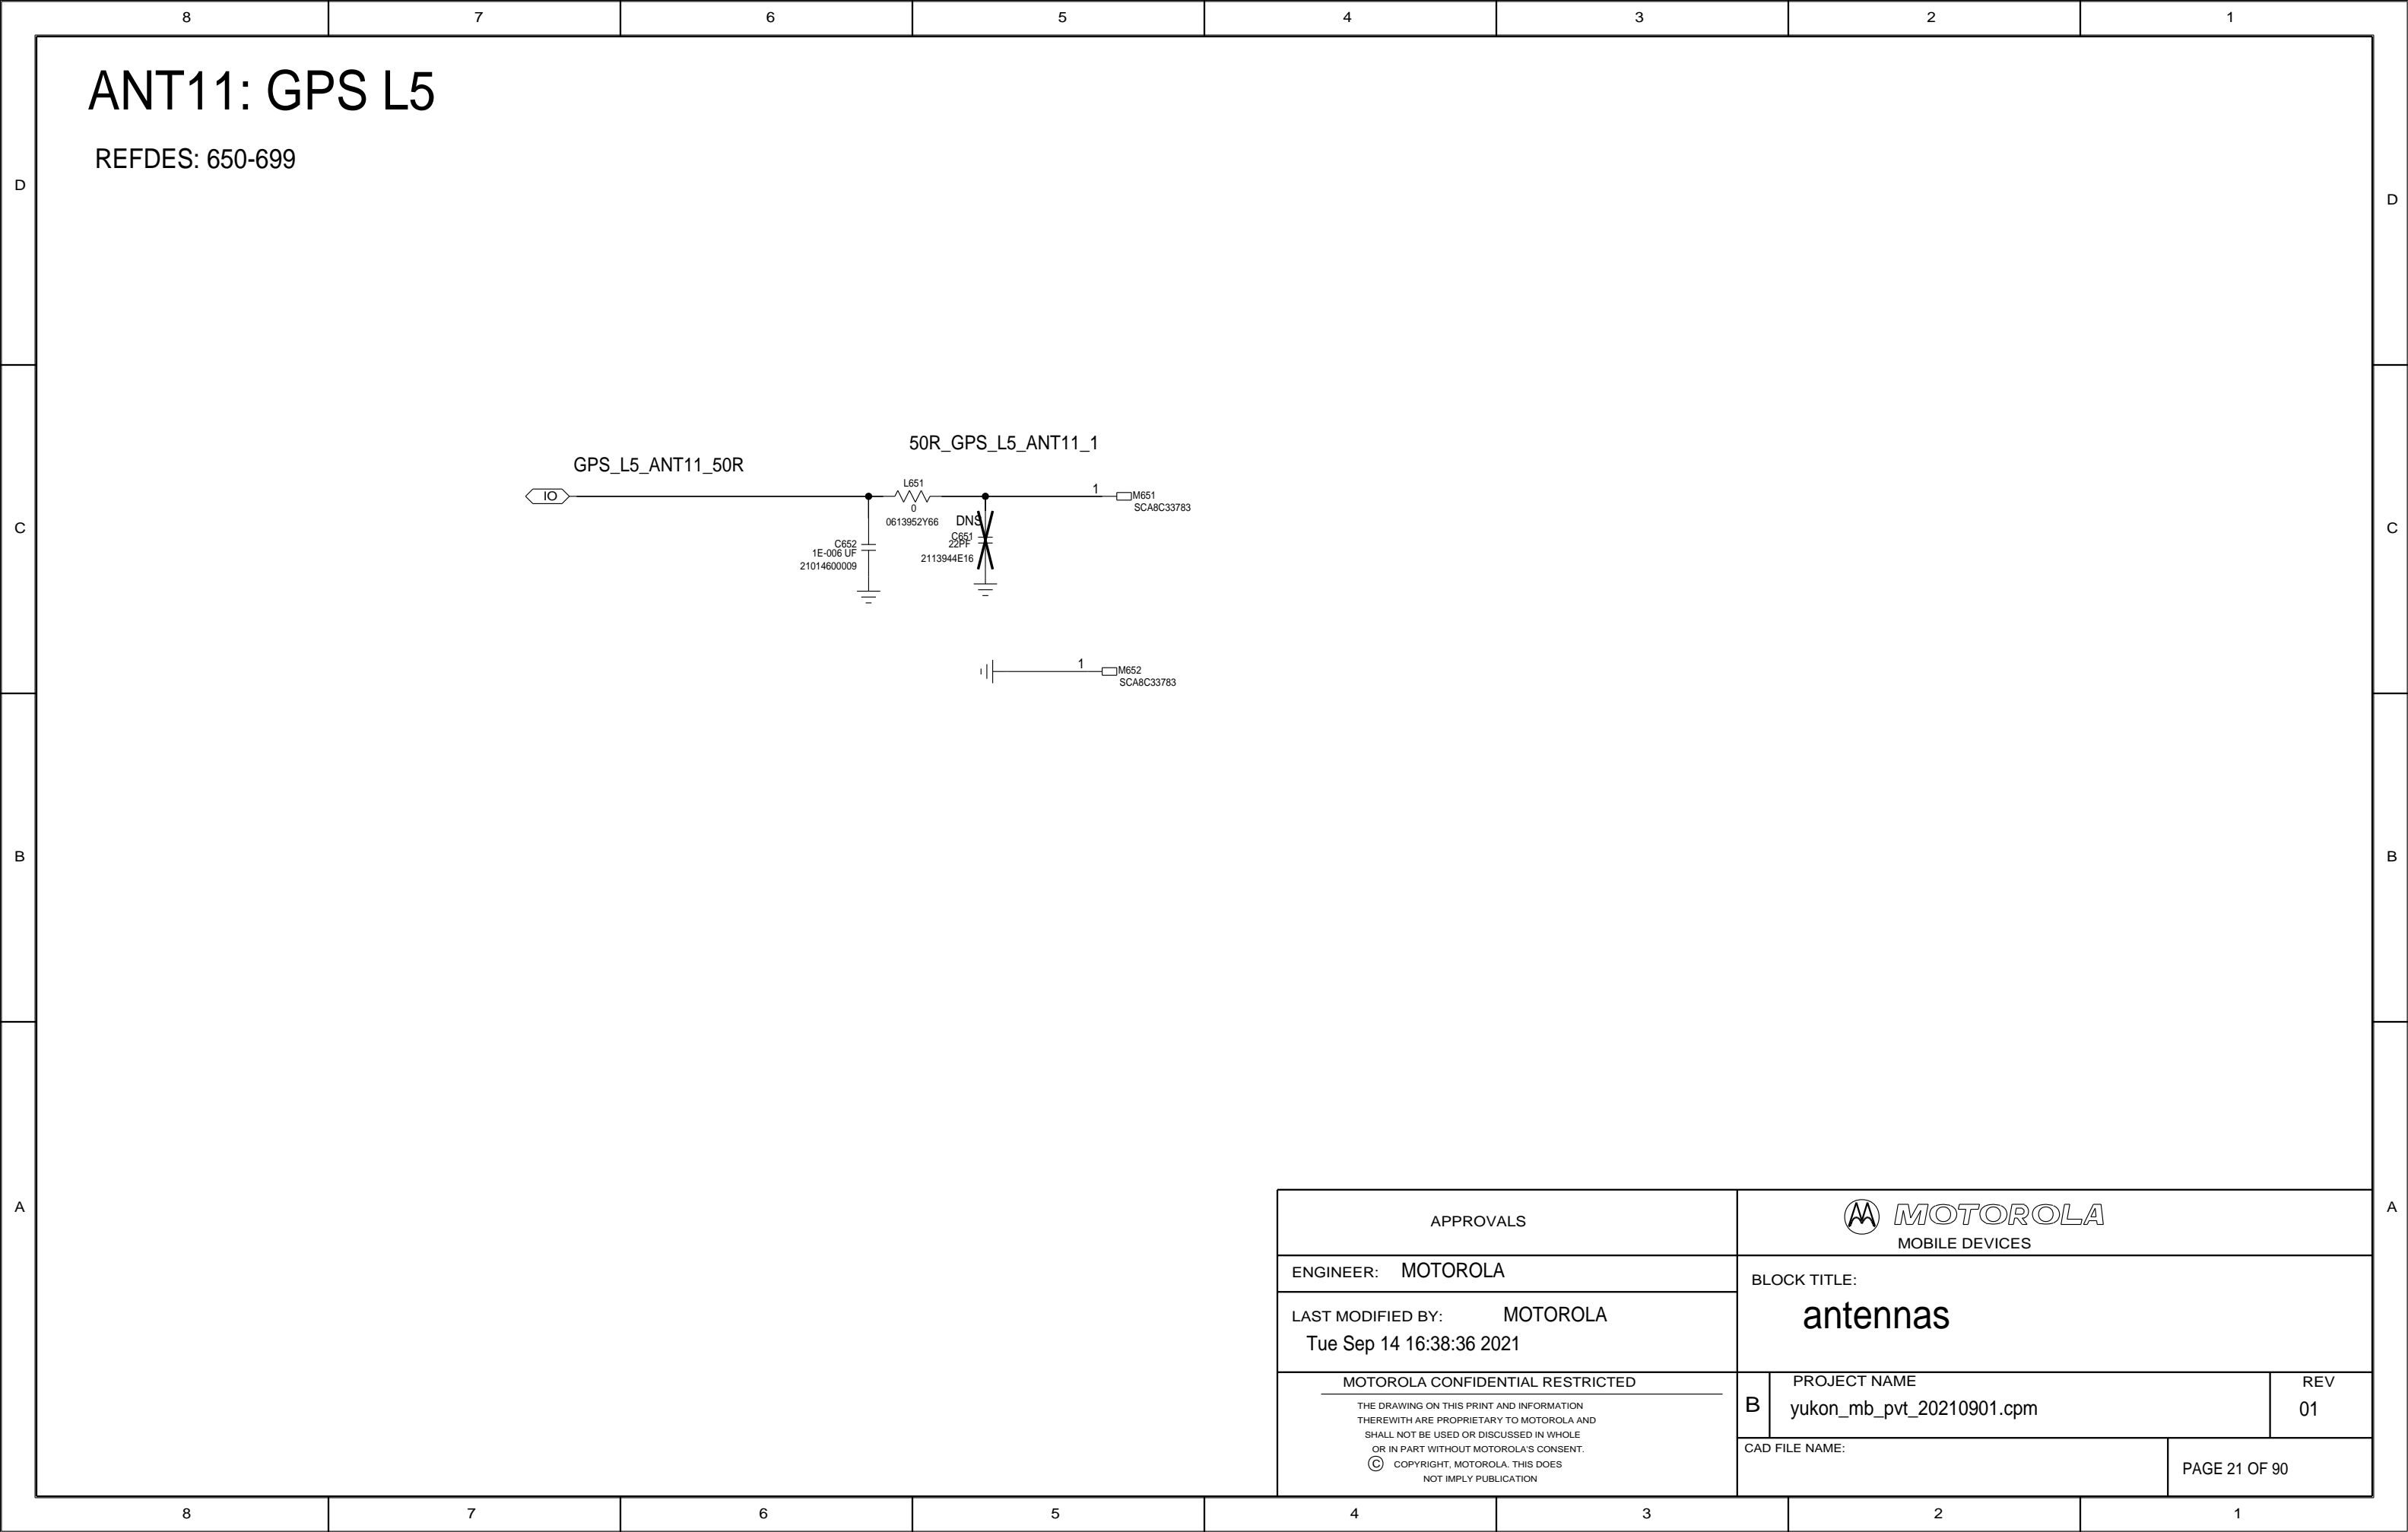 8 7 6 5 4 3 2 1
ANT11: GPS L5
REFDES: 650-699
D
D
50R_GPS_L5_ANT11_1
GPS_L5_ANT11_50R
IO
L651
0
0613952Y66
1
M651
SCA8C33783
DNS
C651
22PF
2113944E16
C652
1E-006 UF
21014600009
C
C
1
M652
SCA8C33783
B
B
A
A
APPROVALS
MOTOROLA
MOBILE DEVICES
ENGINEER: MOTOROLA
BLOCK TITLE:
antennas
LAST MODIFIED BY: MOTOROLA
Tue Sep 14 16:38:36 2021
MOTOROLA CONFIDENTIAL RESTRICTED
THE DRAWING ON THIS PRINT AND INFORMATION
THEREWITH ARE PROPRIETARY TO MOTOROLA AND
SHALL NOT BE USED OR DISCUSSED IN WHOLE
OR IN PART WITHOUT MOTOROLA'S CONSENT.
© COPYRIGHT, MOTOROLA. THIS DOES
NOT IMPLY PUBLICATION
B
PROJECT NAME
yukon_mb_pvt_20210901.cpm
REV
01
CAD FILE NAME:
PAGE 21 OF 90
8 7 6 5 4 3 2 1